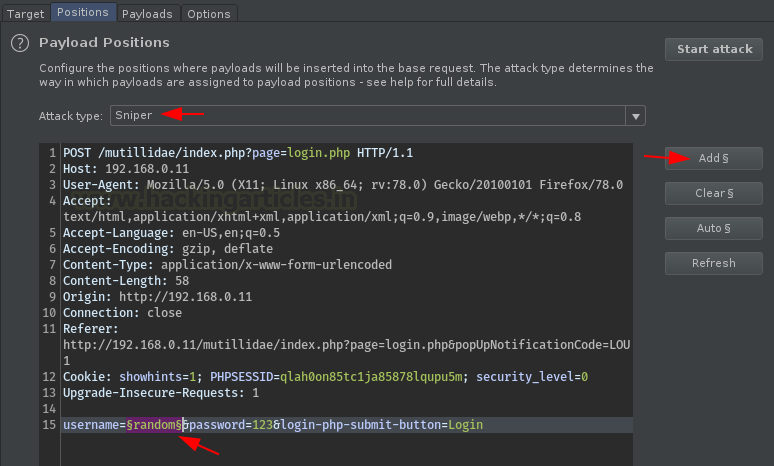 Target Positions Payloads Options
? Payload Positions
Start attack
Configure the positions where payloads will be inserted into the base request. The attack type determines the
way in which payloads are assigned to payload positions - see help for full details.
Attack type: Sniper
1 POST /mutillidae/index.php?page=login.php HTTP/1.1
2 Host: 192.168.0.11
3 User-Agent: Mozilla/5.0 (X11; Linux x86_64; rv:78.0) Gecko/20100101 Firefox/78.0
4 Accept:
www.hackingarticles.in
text/html,application/xhtml+xml,application/xml;q=0.9,image/webp,*/*;q=0.8
5 Accept-Language: en-US,en;q=0.5
6 Accept-Encoding: gzip, deflate
7 Content-Type: application/x-www-form-urlencoded
8 Content-Length: 58
9 Origin: http://192.168.0.11
10 Connection: close
11 Referer:
http://192.168.0.11/mutillidae/index.php?page=login.php&popUpNotificationCode=LOU
1
12 Cookie: showhints=1; PHPSESSID=qlah0on85tc1ja85878lqupu5m; security_level=0
13 Upgrade-Insecure-Requests: 1
14
15 username=§random§&password=123&login-php-submit-button=Login
Add §
Clear §
Auto §
Refresh